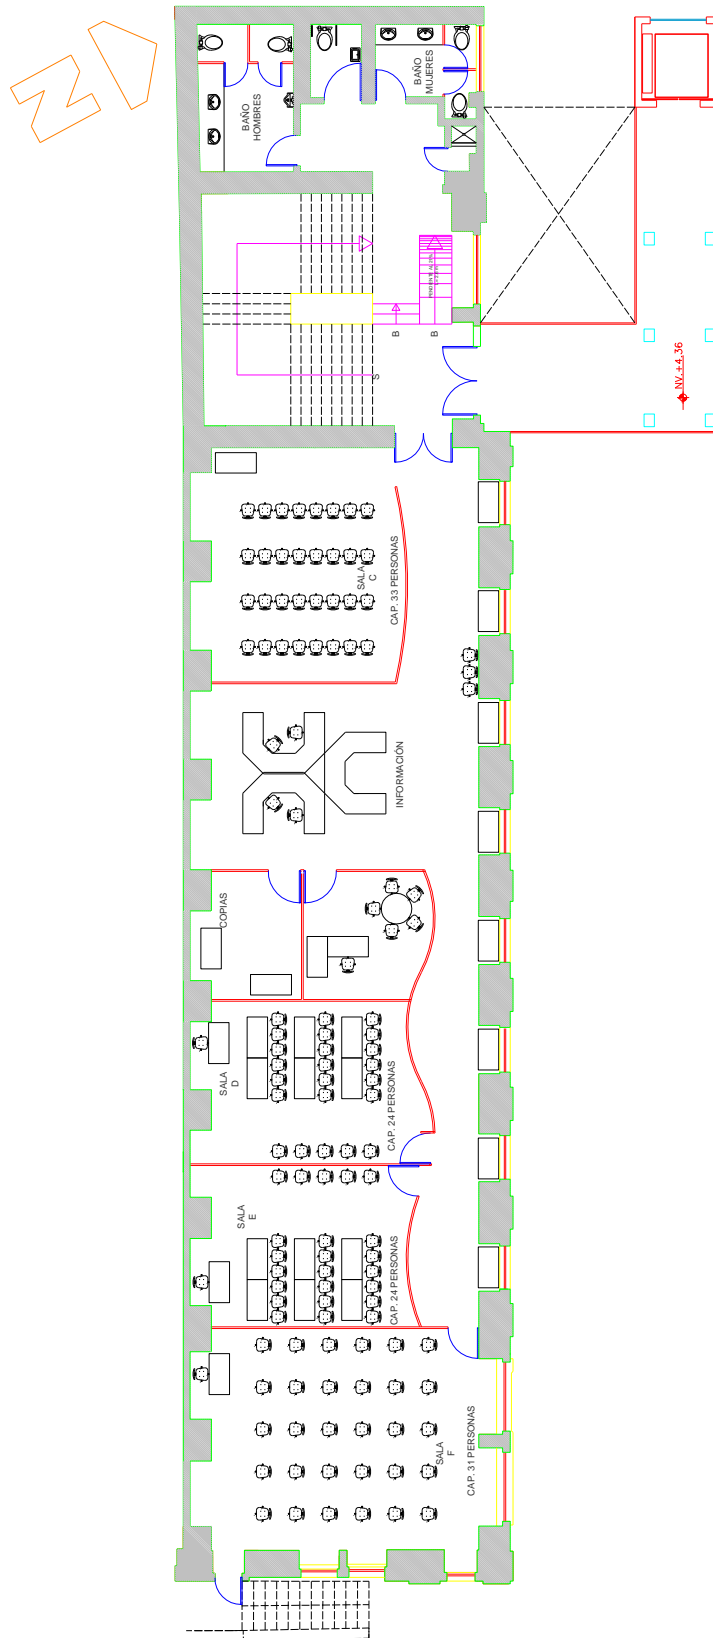 N
BAÑO
HOMBRES
BAÑO
MUJERES
B
B
S
NV.+4.36
SALA
C
CAP. 33 PERSONAS
INFORMACIÓN
COPIAS
SALA
D
CAP. 24 PERSONAS
SALA
E
CAP. 24 PERSONAS
SALA
F
CAP. 31 PERSONAS